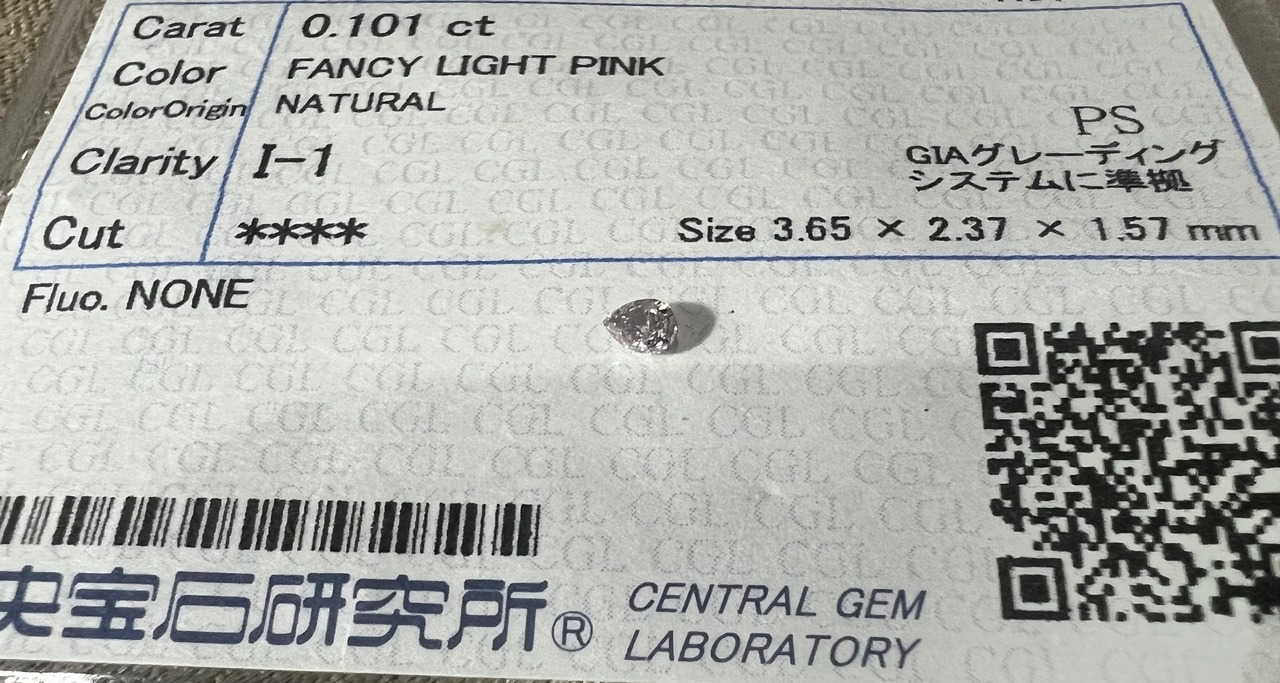 Carat 0.101 ct
Color FANCY LIGHT PINK
ColorOrigin NATURAL
PS
Clarity I-1
GIAグレーディング
システムに準拠
Cut ****
Size 3.65 × 2.37 × 1.57 mm
Fluo. NONE
央宝石研究所®
CENTRAL GEM
LABORATORY